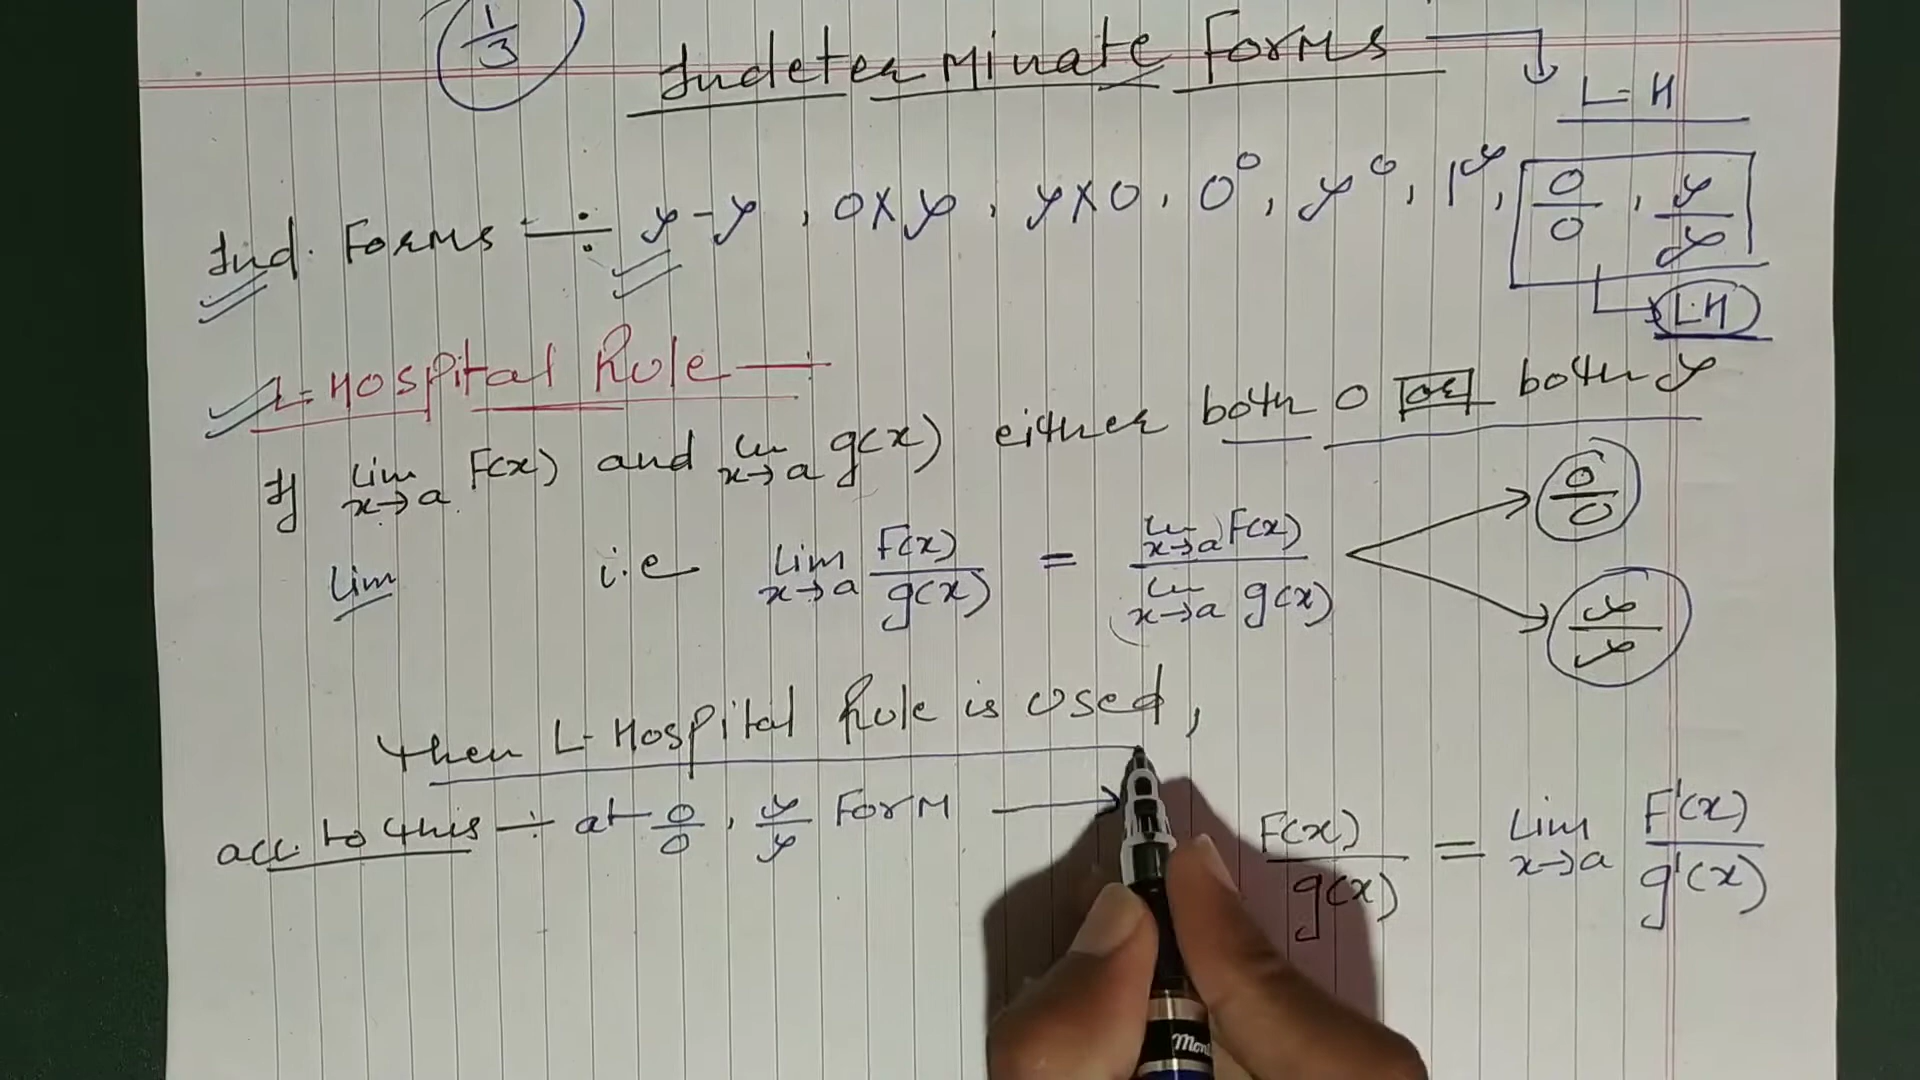 1/3
Indeterminate Forms → L-H
Ind. Forms ÷ ∞-∞, 0×∞, ∞×0, 0⁰, ∞⁰, 1^∞, 0/0, ∞/∞
L-H
L-Hospital Rule —
If lim x→a F(x) and lim x→a g(x) either both 0 or both ∞
lim i.e lim x→a F(x)/g(x) = lim x→a F(x) / lim x→a g(x) 0/0
∞/∞
then L-Hospital Rule is used,
acc. to this ÷ at 0/0, ∞/∞ Form → F(x)/g(x) = lim x→a F'(x)/g'(x)